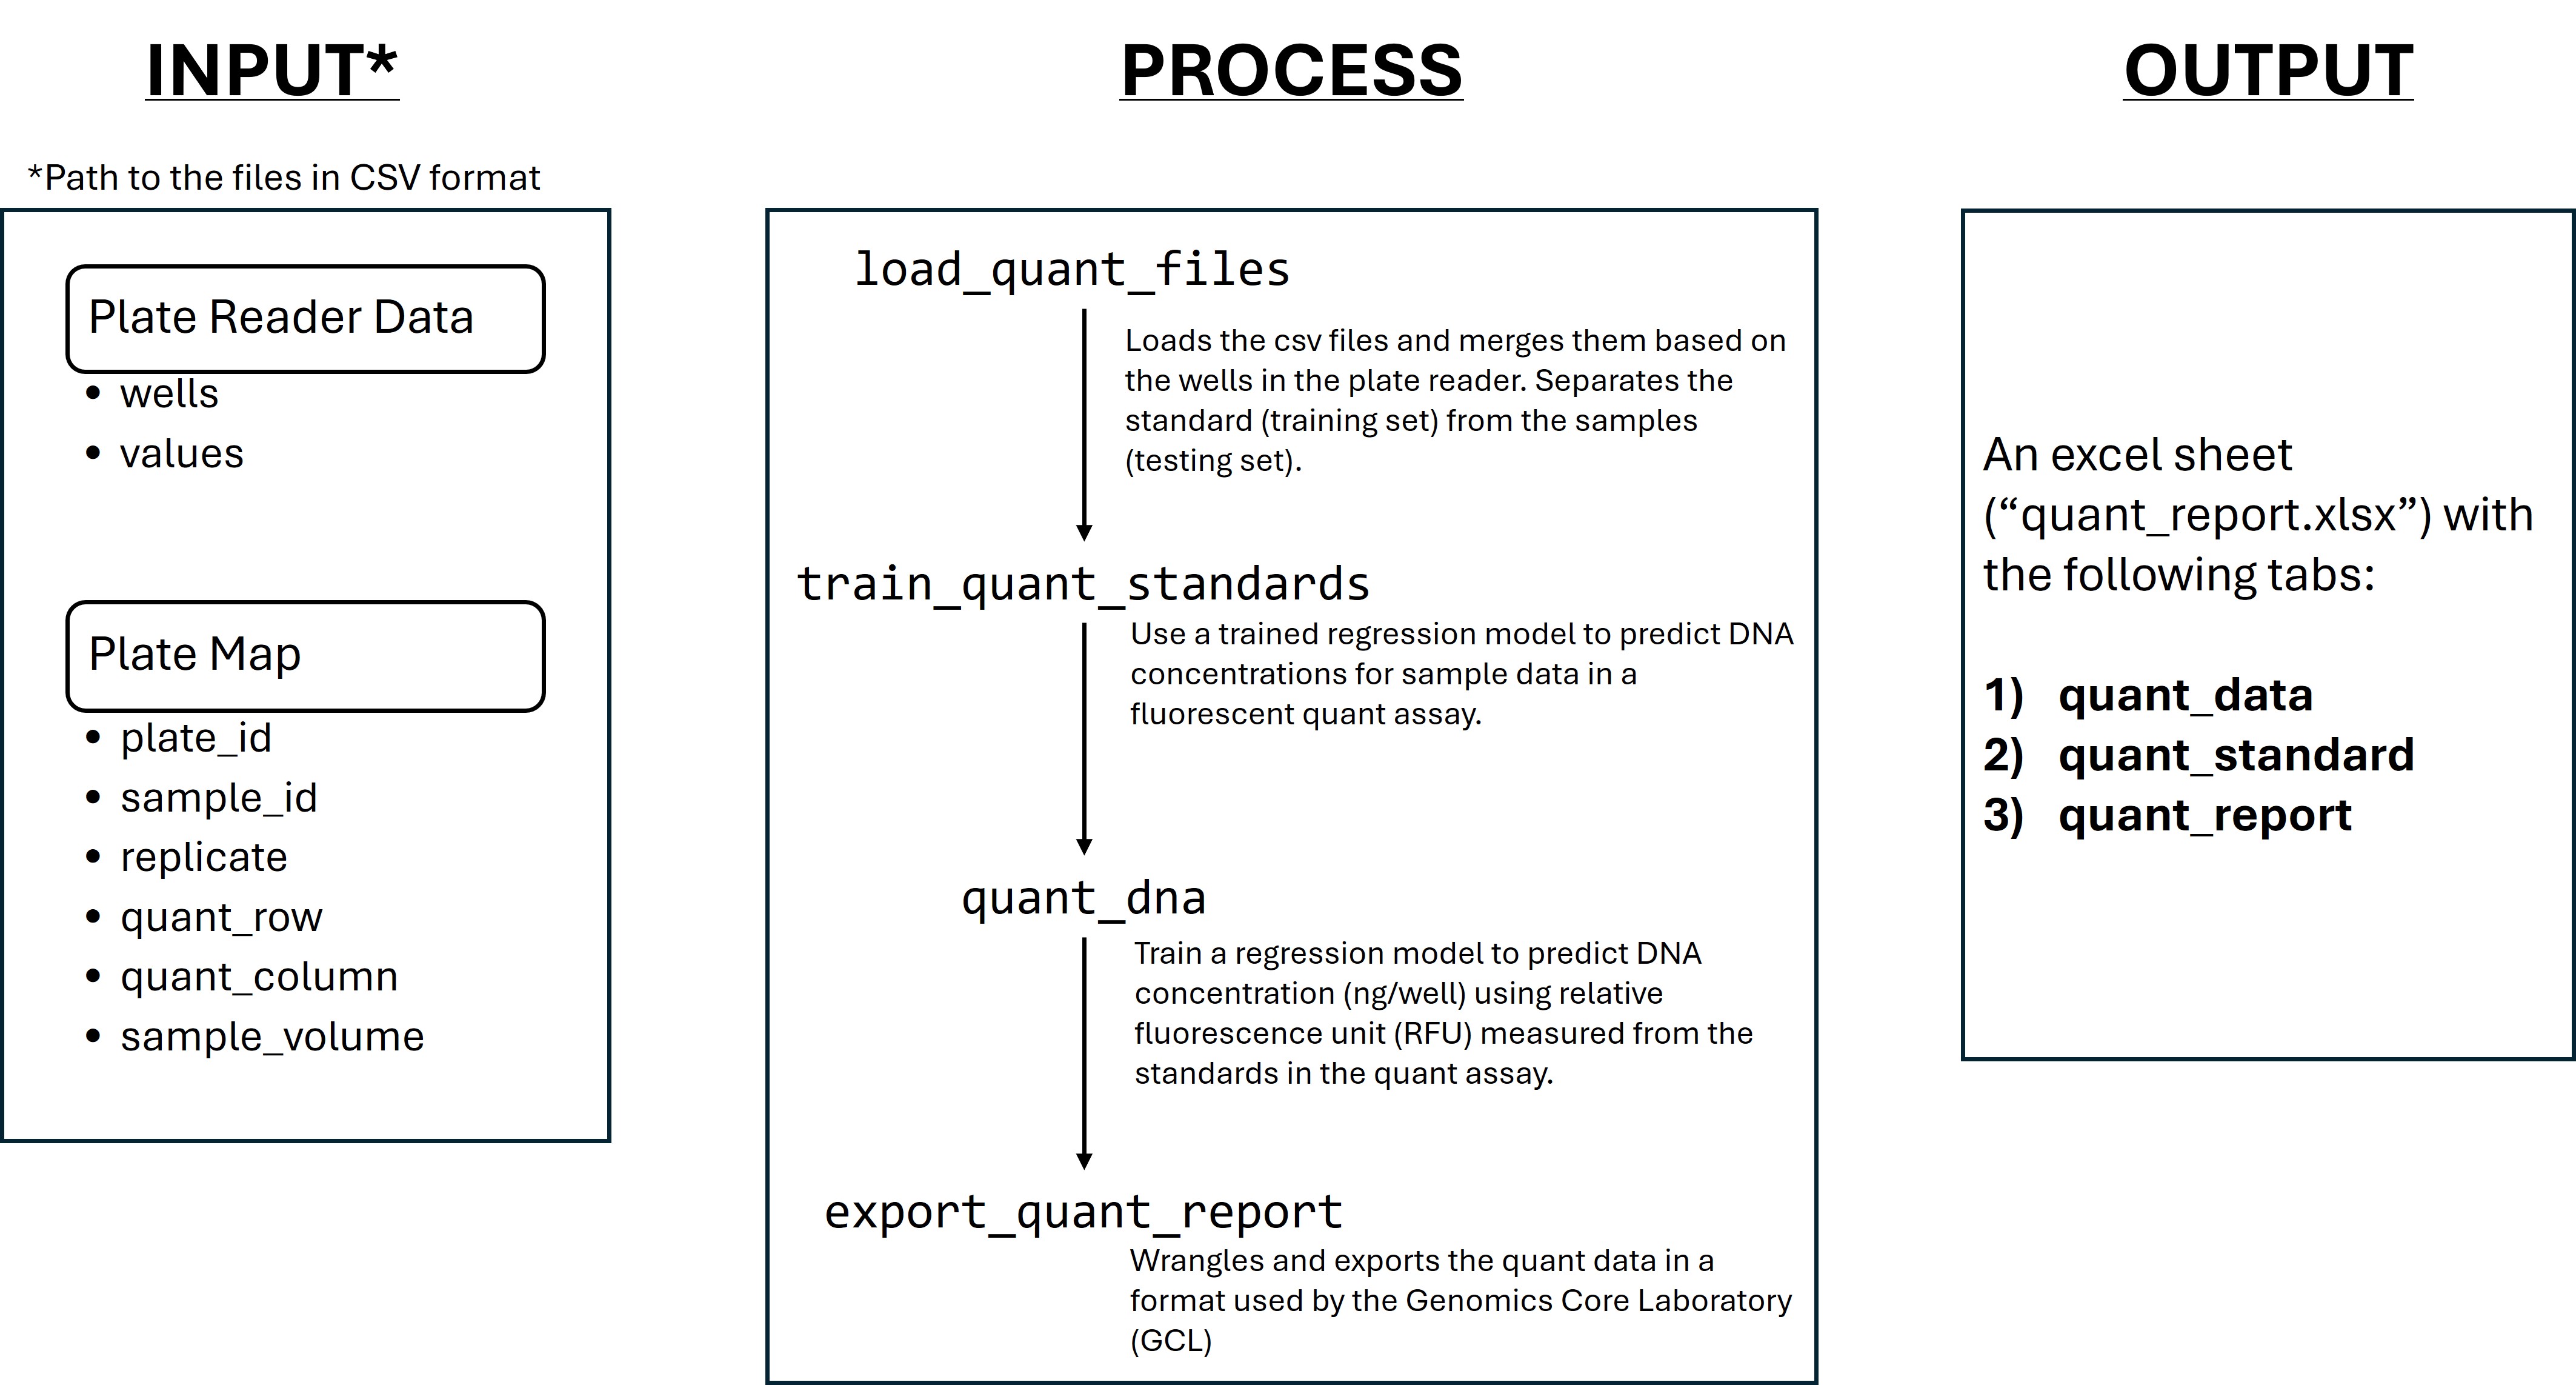 INPUT*
*Path to the files in CSV format
Plate Reader Data
• wells
• values
Plate Map
• plate_id
• sample_id
• replicate
• quant_row
• quant_column
• sample_volume
PROCESS
load_quant_files
Loads the csv files and merges them based on
the wells in the plate reader. Separates the
standard (training set) from the samples
(testing set).
train_quant_standards
Use a trained regression model to predict DNA
concentrations for sample data in a
fluorescent quant assay.
quant_dna
Train a regression model to predict DNA
concentration (ng/well) using relative
fluorescence unit (RFU) measured from the
standards in the quant assay.
export_quant_report
Wrangles and exports the quant data in a
format used by the Genomics Core Laboratory
(GCL)
OUTPUT
An excel sheet
(“quant_report.xlsx”) with
the following tabs:
1) quant_data
2) quant_standard
3) quant_report